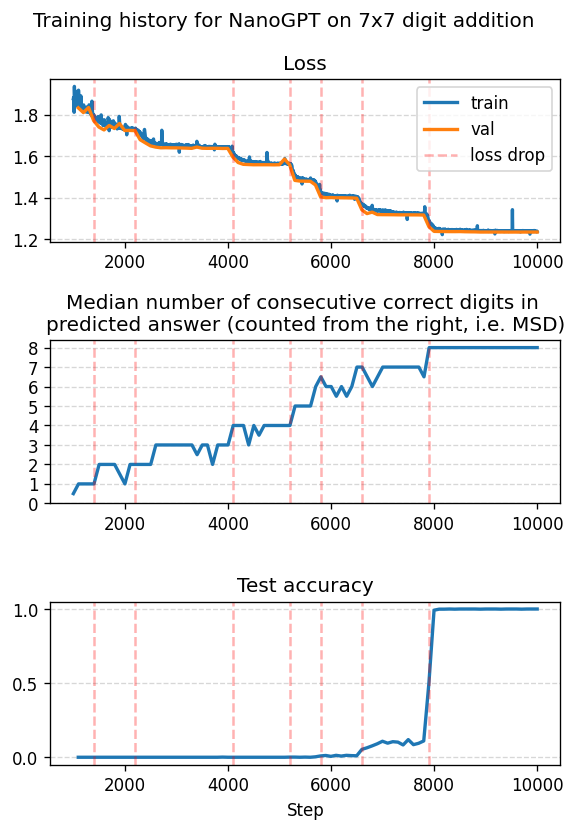 Training history for NanoGPT on 7x7 digit addition
Loss
train
val
loss drop
1.8
1.6
1.4
1.2
2000 4000 6000 8000 10000
Median number of consecutive correct digits in
predicted answer (counted from the right, i.e. MSD)
8
7
6
5
4
3
2
1
0
2000 4000 6000 8000 10000
Test accuracy
1.0
0.5
0.0
2000 4000 6000 8000 10000
Step